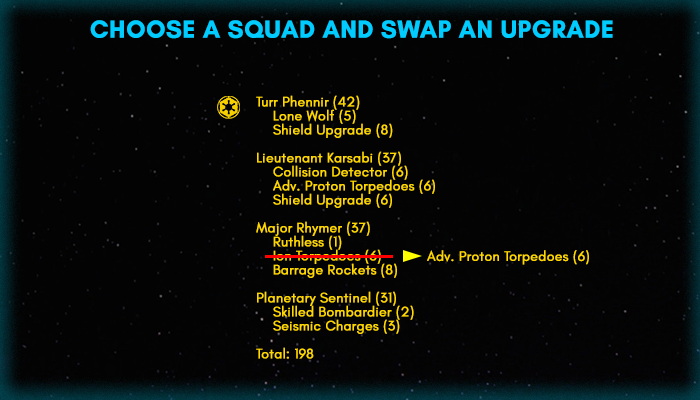 CHOOSE A SQUAD AND SWAP AN UPGRADE
Turr Phennir (42)
Lone Wolf (5)
Shield Upgrade (8)
Lieutenant Karsabi (37)
Collision Detector (6)
Adv. Proton Torpedoes (6)
Shield Upgrade (6)
Major Rhymer (37)
Ruthless (1)
Ion Torpedoes (6) Adv. Proton Torpedoes (6)
Barrage Rockets (8)
Planetary Sentinel (31)
Skilled Bombardier (2)
Seismic Charges (3)
Total: 198